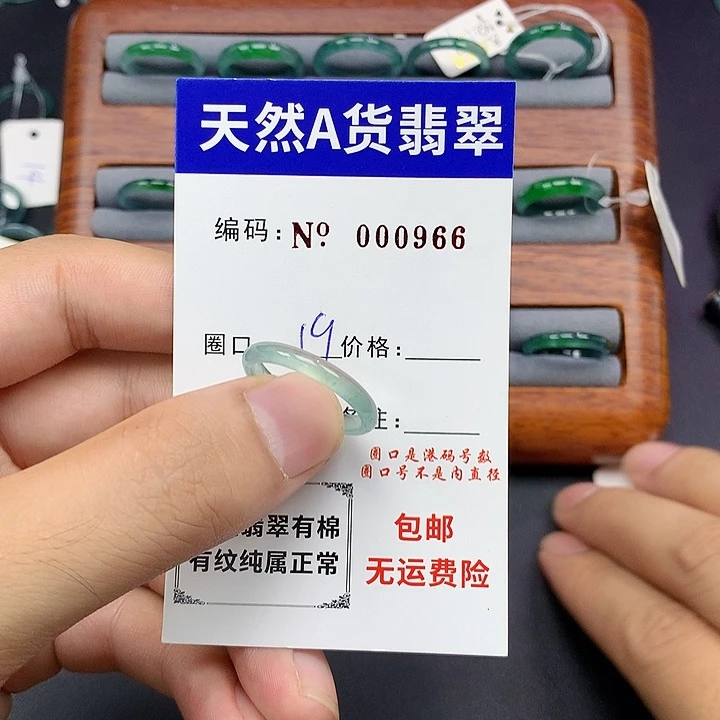 天然A货翡翠
编码: Nº 000966
圈口 19 价格:
注:
圈口是港码号数
圈口号不是内直径
翡翠有棉
有纹纯属正常
包邮
无运费险